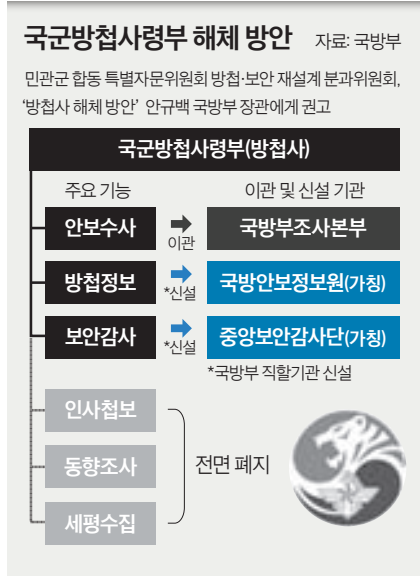 국군방첩사령부 해체 방안 자료: 국방부
민관군 합동 특별자문위원회 방첩·보안 재설계 분과위원회,
‘방첩사 해체 방안’ 안규백 국방부 장관에게 권고
국군방첩사령부(방첩사)
주요 기능 이관 및 신설 기관
안보수사 이관 국방부조사본부
방첩정보 *신설 국방안보정보원(가칭)
보안감사 *신설 중앙보안감사단(가칭)
*국방부 직할기관 신설
인사첩보
동향조사 전면 폐지
세평수집